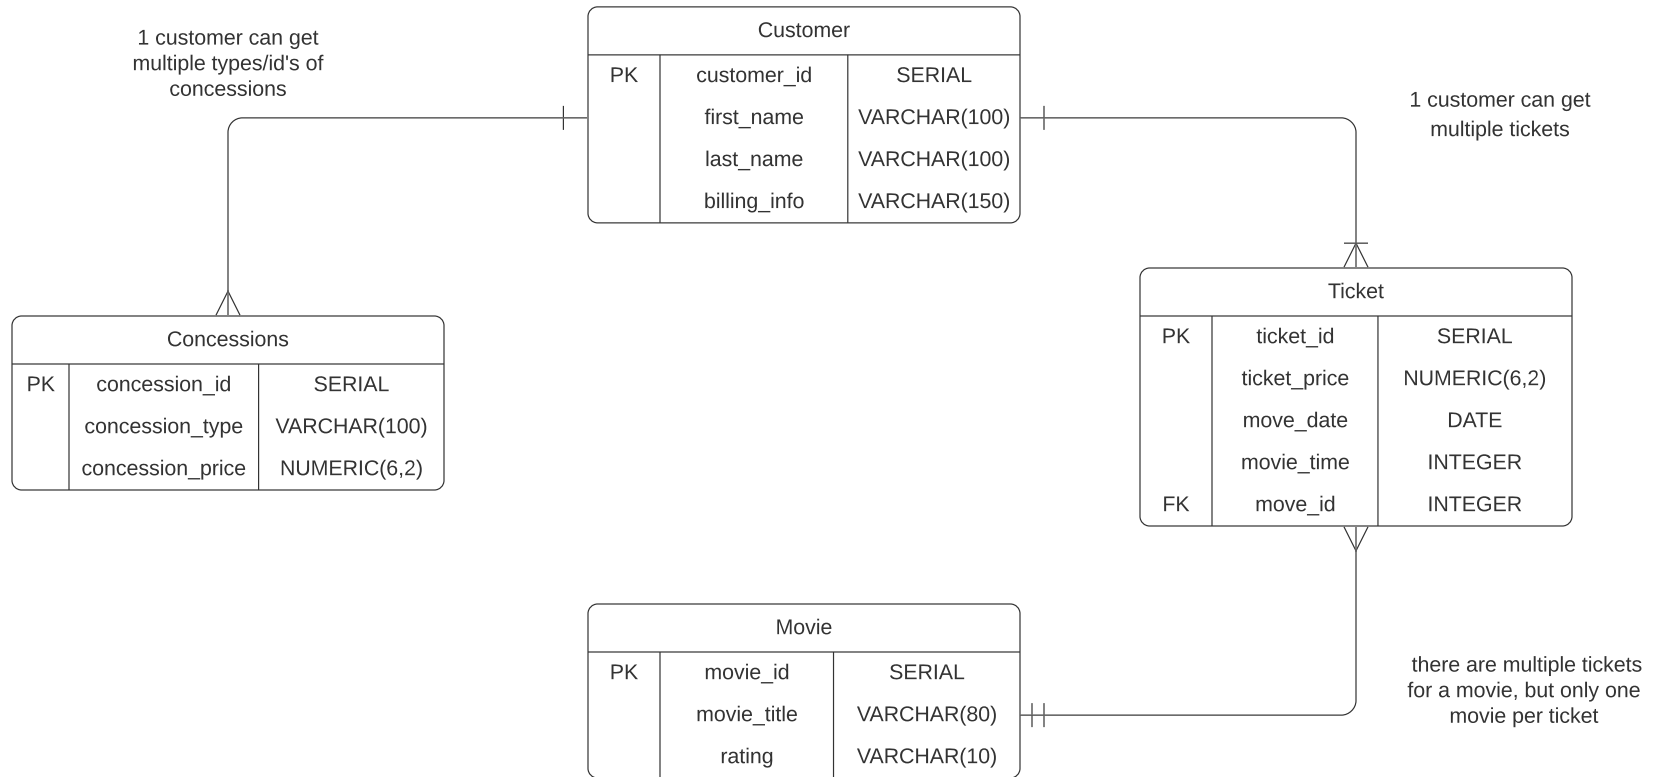 1 customer can get
multiple types/id's of
concessions
Customer
PK customer_id SERIAL
first_name VARCHAR(100)
last_name VARCHAR(100)
billing_info VARCHAR(150)
1 customer can get
multiple tickets
Concessions
PK concession_id SERIAL
concession_type VARCHAR(100)
concession_price NUMERIC(6,2)
Ticket
PK ticket_id SERIAL
ticket_price NUMERIC(6,2)
move_date DATE
movie_time INTEGER
FK move_id INTEGER
Movie
PK movie_id SERIAL
movie_title VARCHAR(80)
rating VARCHAR(10)
there are multiple tickets
for a movie, but only one
movie per ticket